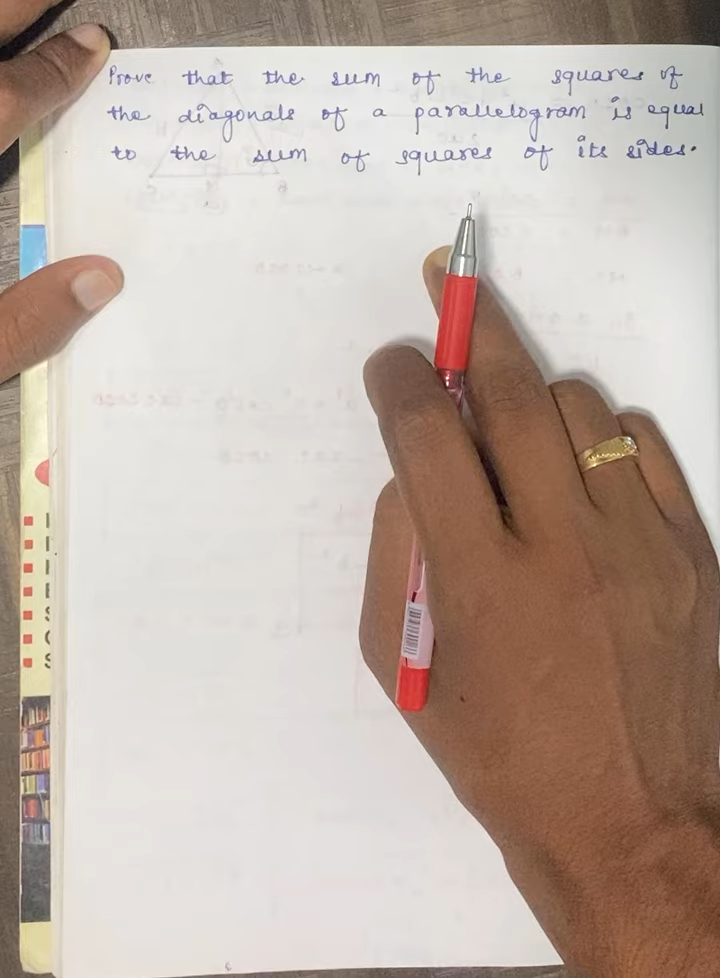 Prove that the sum of the squares of
the diagonals of a parallelogram is equal
to the sum of squares of its sides.